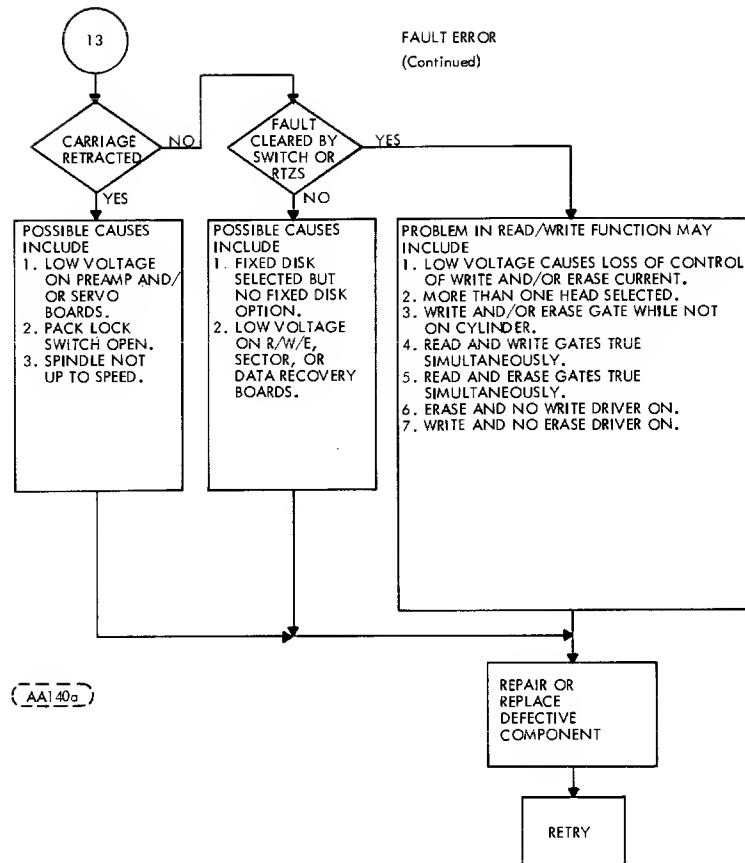 13
FAULT ERROR
(Continued)
CARRIAGE
RETRACTED
NO
YES
FAULT
CLEARED BY
SWITCH OR
RTZS
YES
NO
POSSIBLE CAUSES
INCLUDE
1. LOW VOLTAGE
ON PREAMP AND/
OR SERVO
BOARDS.
2. PACK LOCK
SWITCH OPEN.
3. SPINDLE NOT
UP TO SPEED.
POSSIBLE CAUSES
INCLUDE
1. FIXED DISK
SELECTED BUT
NO FIXED DISK
OPTION.
2. LOW VOLTAGE
ON R/W/E,
SECTOR, OR
DATA RECOVERY
BOARDS.
PROBLEM IN READ/WRITE FUNCTION MAY
INCLUDE
1. LOW VOLTAGE CAUSES LOSS OF CONTROL
OF WRITE AND/OR ERASE CURRENT.
2. MORE THAN ONE HEAD SELECTED.
3. WRITE AND/OR ERASE GATE WHILE NOT
ON CYLINDER.
4. READ AND WRITE GATES TRUE
SIMULTANEOUSLY.
5. READ AND ERASE GATES TRUE
SIMULTANEOUSLY.
6. ERASE AND NO WRITE DRIVER ON.
7. WRITE AND NO ERASE DRIVER ON.
AA140a
REPAIR OR
REPLACE
DEFECTIVE
COMPONENT
RETRY